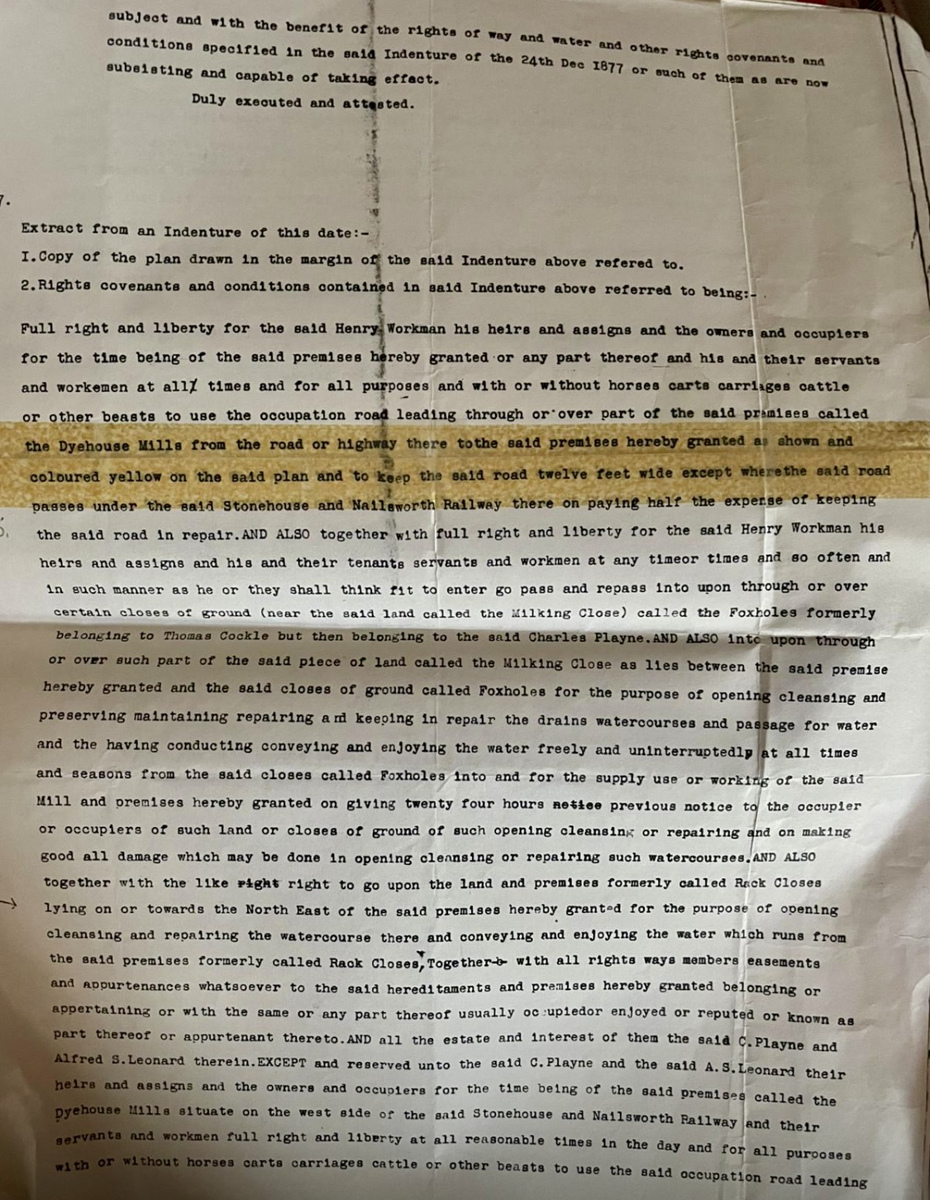 subject and with the benefit of the rights of way and water and other rights covenants and
conditions specified in the said Indenture of the 24th Dec I877 or such of them as are now
subsisting and capable of taking effect.
Duly executed and attested.
7.
Extract from an Indenture of this date:-
I.Copy of the plan drawn in the margin of the said Indenture above refered to.
2.Rights covenants and conditions contained in said Indenture above referred to being:-
Full right and liberty for the said Henry Workman his heirs and assigns and the owners and occupiers
for the time being of the said premises hereby granted or any part thereof and his and their servants
and workemen at all times and for all purposes and with or without horses carts carriages cattle
or other beasts to use the occupation road leading through or over part of the said premises called
the Dyehouse Mills from the road or highway there tothe said premises hereby granted as shown and
coloured yellow on the said plan and to keep the said road twelve feet wide except wherethe said road
passes under the said Stonehouse and Nailsworth Railway there on paying half the expense of keeping
the said road in repair.AND ALSO together with full right and liberty for the said Henry Workman his
heirs and assigns and his and their tenants servants and workmen at any timeor times and so often and
in such manner as he or they shall think fit to enter go pass and repass into upon through or over
certain closes of ground (near the said land called the Milking Close) called the Foxholes formerly
belonging to Thomas Cockle but then belonging to the said Charles Playne.AND ALSO into upon through
or over such part of the said piece of land called the Milking Close as lies between the said premise
hereby granted and the said closes of ground called Foxholes for the purpose of opening cleansing and
preserving maintaining repairing and keeping in repair the drains watercourses and passage for water
and the having conducting conveying and enjoying the water freely and uninterruptedly at all times
and seasons from the said closes called Foxholes into and for the supply use or working of the said
Mill and premises hereby granted on giving twenty four hours notice previous notice to the occupier
or occupiers of such land or closes of ground of such opening cleansing or repairing and on making
good all damage which may be done in opening cleansing or repairing such watercourses.AND ALSO
together with the like right right to go upon the land and premises formerly called Rack Closes
lying on or towards the North East of the said premises hereby granted for the purpose of opening
cleansing and repairing the watercourse there and conveying and enjoying the water which runs from
the said premises formerly called Rack Closes, Together with all rights ways members easements
and appurtenances whatsoever to the said hereditaments and premises hereby granted belonging or
appertaining or with the same or any part thereof usually occupiedor enjoyed or reputed or known as
part thereof or appurtenant thereto.AND all the estate and interest of them the said C.Playne and
Alfred S.Leonard therein.EXCEPT and reserved unto the said C.Playne and the said A.S.Leonard their
heirs and assigns and the owners and occupiers for the time being of the said premises called the
Dyehouse Mills situate on the west side of the said Stonehouse and Nailsworth Railway and their
servants and workmen full right and liberty at all reasonable times in the day and for all purposes
with or without horses carts carriages cattle or other beasts to use the said occupation road leading